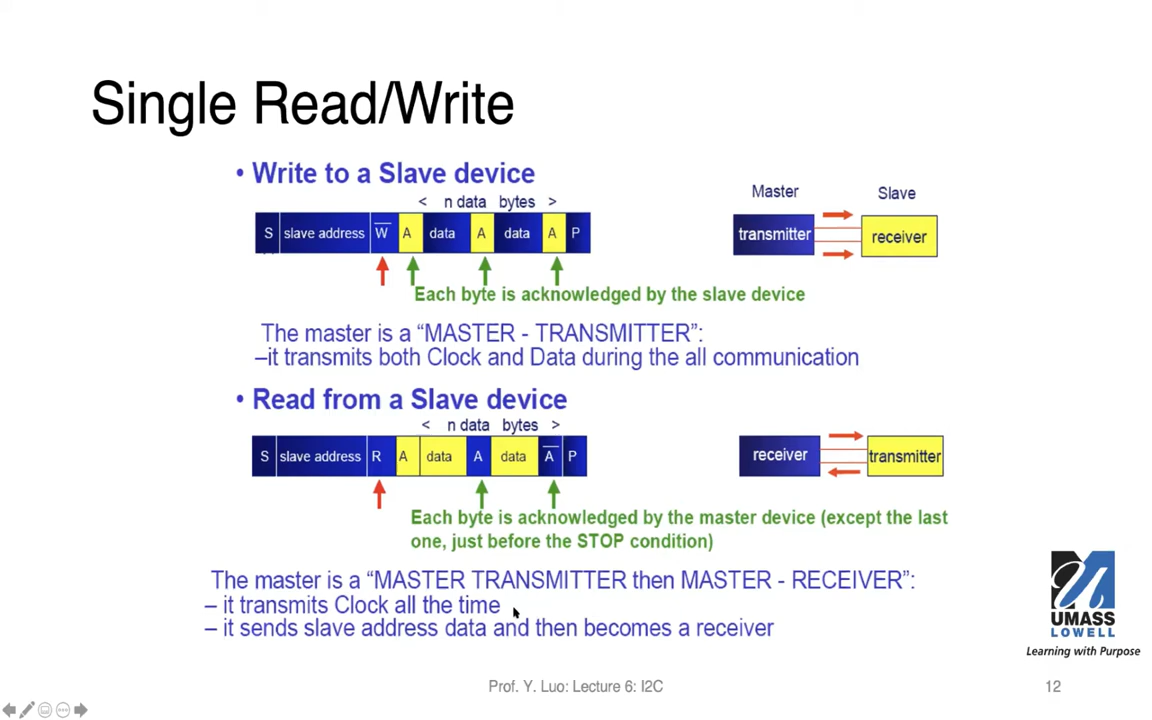 Single Read/Write
• Write to a Slave device
< n data bytes >
S slave address W̅ A data A data A P
Master Slave
transmitter receiver
Each byte is acknowledged by the slave device
The master is a “MASTER - TRANSMITTER”:
–it transmits both Clock and Data during the all communication
• Read from a Slave device
< n data bytes >
S slave address R A data A data A̅ P
receiver transmitter
Each byte is acknowledged by the master device (except the last
one, just before the STOP condition)
The master is a “MASTER TRANSMITTER then MASTER - RECEIVER”:
– it transmits Clock all the time
– it sends slave address data and then becomes a receiver
UMASS
LOWELL
Learning with Purpose
Prof. Y. Luo: Lecture 6: I2C
12